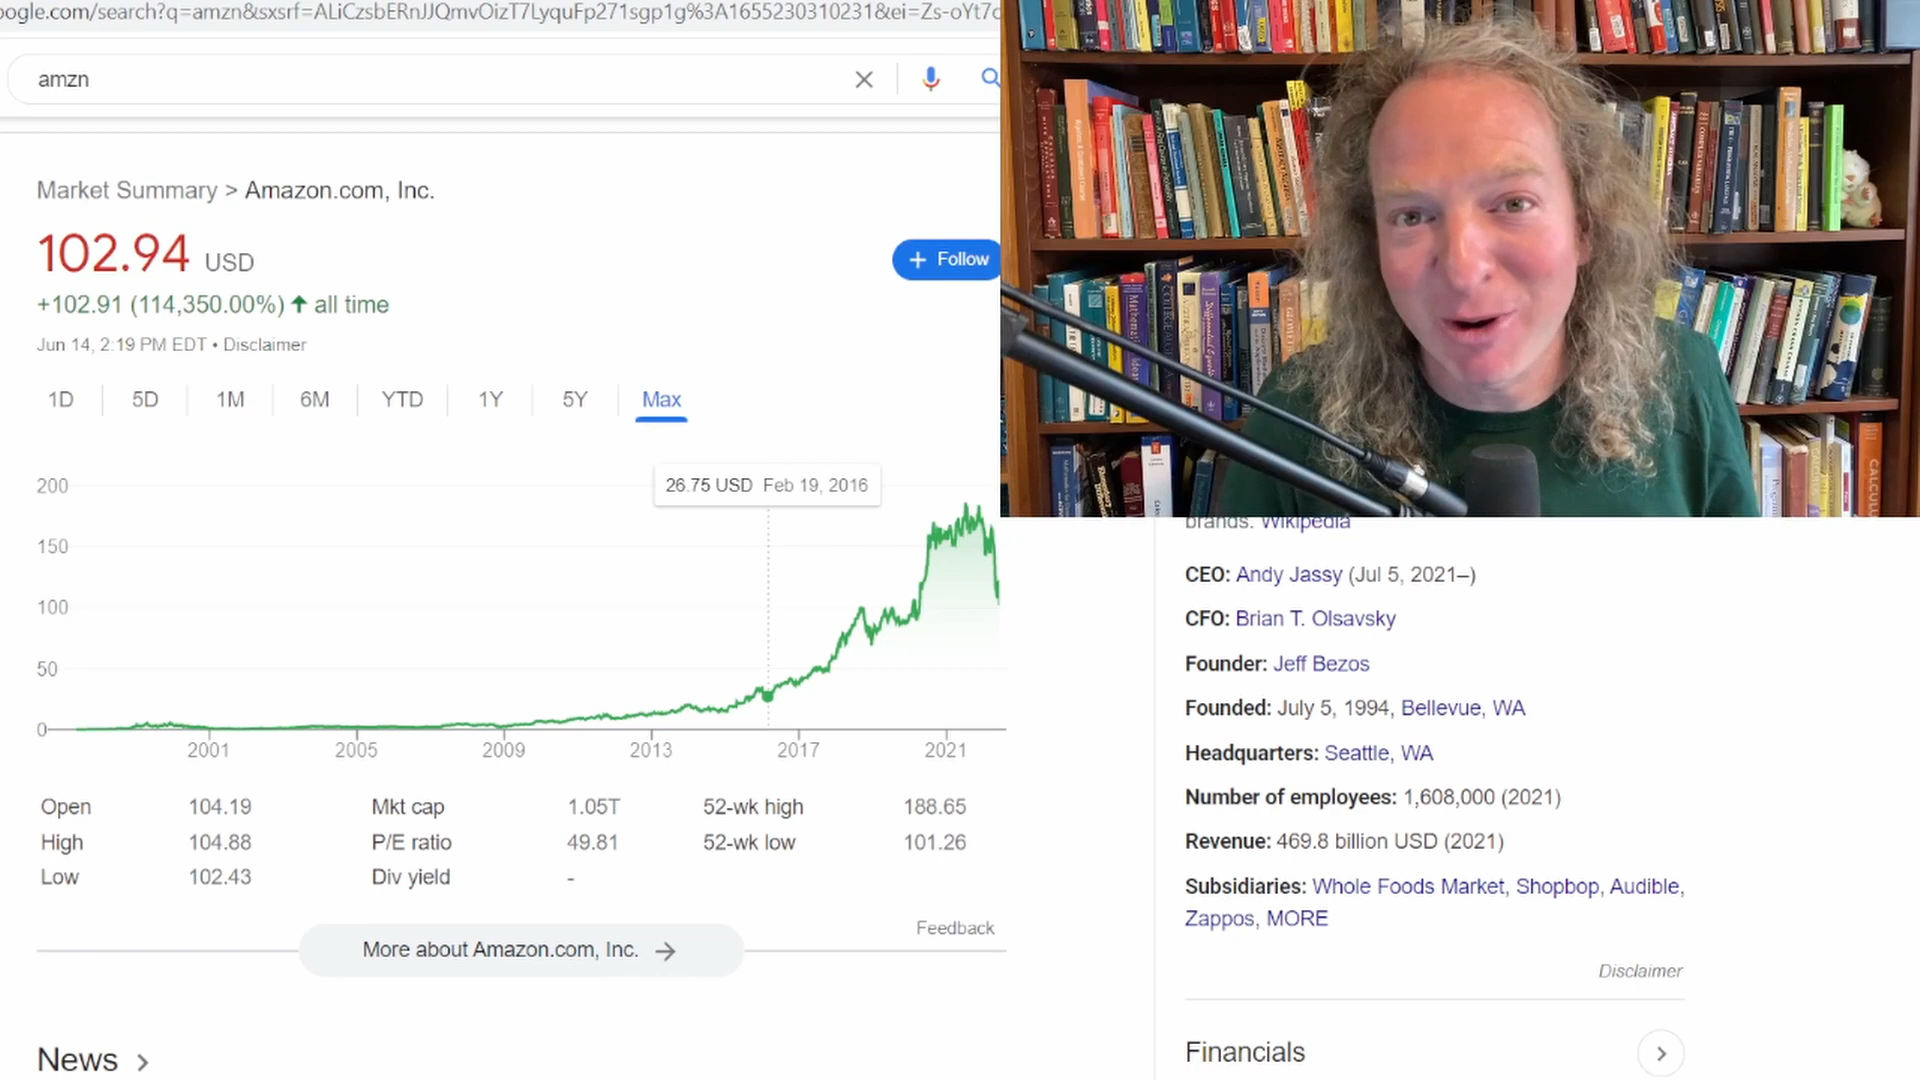 oogle.com/search?q=amzn&sxsrf=ALiCzsbERnJJQmvOizT7LyquFp271sgp1g%3A1655230310231&ei=Zs-oYt7c
amzn
Market Summary > Amazon.com, Inc.
102.94 USD
+ Follow
+102.91 (114,350.00%) ↑ all time
Jun 14, 2:19 PM EDT • Disclaimer
1D 5D 1M 6M YTD 1Y 5Y Max
26.75 USD Feb 19, 2016
200
150
100
50
0
2001 2005 2009 2013 2017 2021
Open 104.19 Mkt cap 1.05T 52-wk high 188.65
High 104.88 P/E ratio 49.81 52-wk low 101.26
Low 102.43 Div yield -
Feedback
More about Amazon.com, Inc. →
News >
brands. Wikipedia
CEO: Andy Jassy (Jul 5, 2021–)
CFO: Brian T. Olsavsky
Founder: Jeff Bezos
Founded: July 5, 1994, Bellevue, WA
Headquarters: Seattle, WA
Number of employees: 1,608,000 (2021)
Revenue: 469.8 billion USD (2021)
Subsidiaries: Whole Foods Market, Shopbop, Audible,
Zappos, MORE
Disclaimer
Financials >